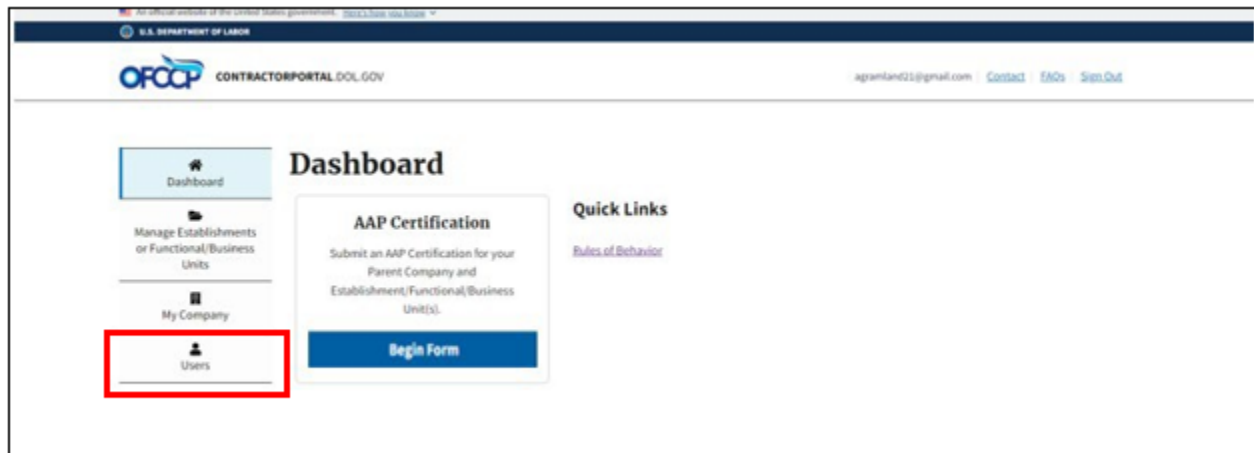 An official website of the United States government. Here's how you know
U.S. DEPARTMENT OF LABOR
OFCCP CONTRACTORPORTAL.DOL.GOV
agramland21@gmail.com Contact FAQs Sign Out
Dashboard
Manage Establishments
or Functional/Business
Units
My Company
Users
Dashboard
AAP Certification
Submit an AAP Certification for your
Parent Company and
Establishment/Functional/Business
Unit(s).
Begin Form
Quick Links
Rules of Behavior